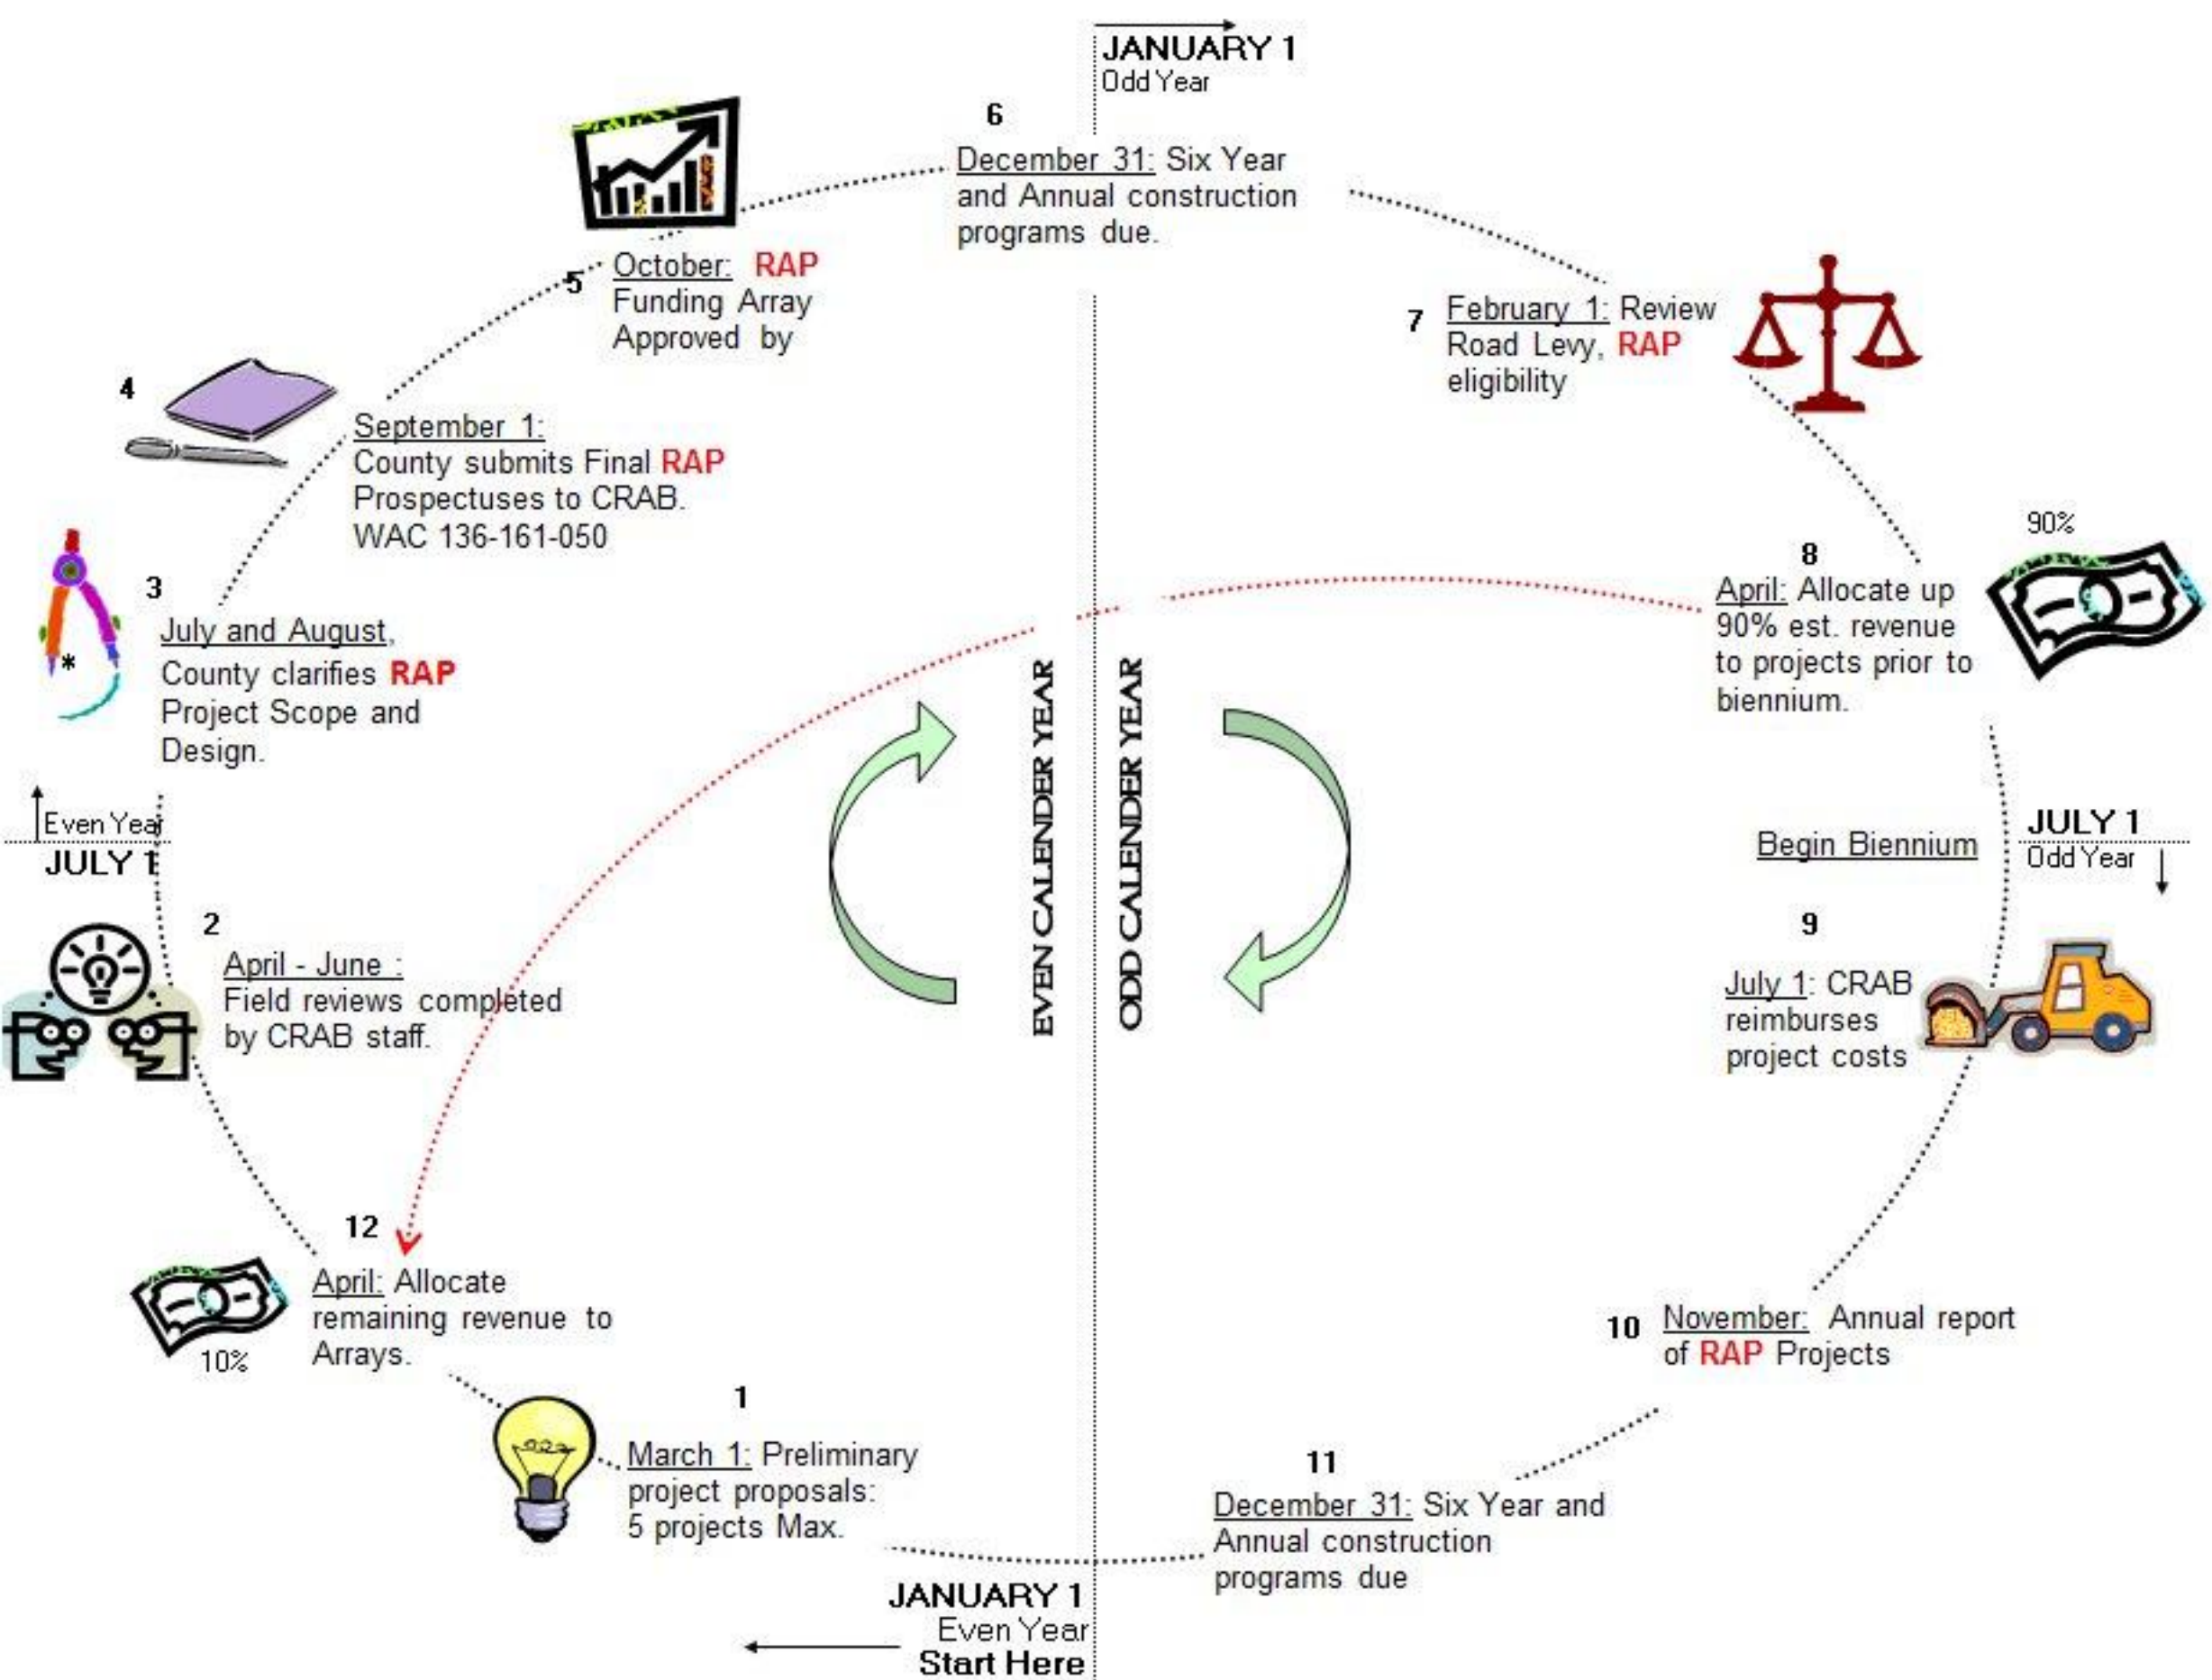 JANUARY 1
Odd Year
6
December 31: Six Year
and Annual construction
programs due.
5
October: RAP
Funding Array
Approved by
7
February 1: Review
Road Levy, RAP
eligibility
4
September 1:
County submits Final RAP
Prospectuses to CRAB.
WAC 136-161-050
90%
8
April: Allocate up
90% est. revenue
to projects prior to
biennium.
3
July and August,
County clarifies RAP
Project Scope and
Design.
*
EVEN CALENDER YEAR
ODD CALENDER YEAR
Even Year
JULY 1
Begin Biennium
JULY 1
Odd Year
2
April - June :
Field reviews completed
by CRAB staff.
9
July 1: CRAB
reimburses
project costs
12
April: Allocate
remaining revenue to
Arrays.
10%
10
November: Annual report
of RAP Projects
1
March 1: Preliminary
project proposals:
5 projects Max.
11
December 31: Six Year and
Annual construction
programs due
JANUARY 1
Even Year
Start Here